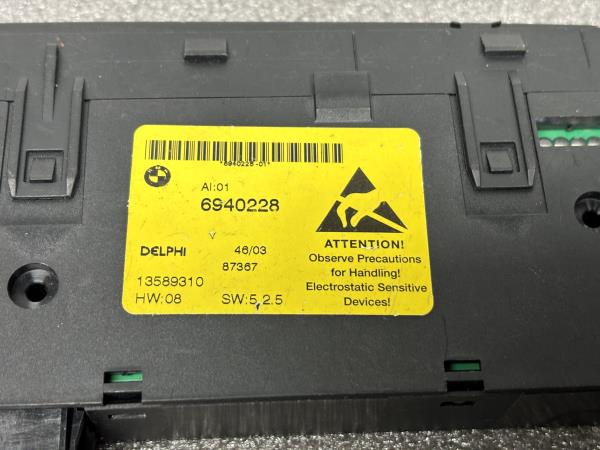 *6940228-01*
AI:01
6940228
DELPHI 46/03
87367
13589310
HW:08 SW:5.2.5
ATTENTION!
Observe Precautions
for Handling!
Electrostatic Sensitive
Devices!